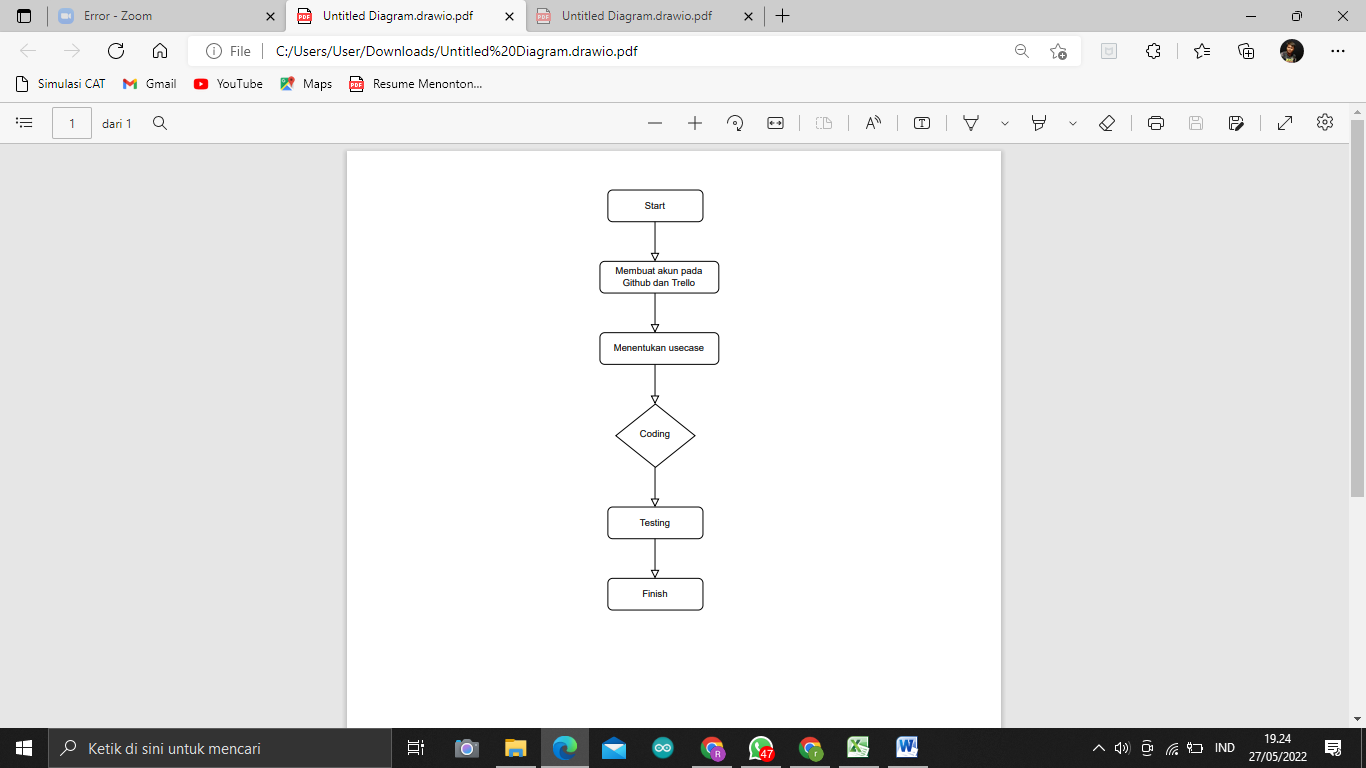 Error - Zoom
Untitled Diagram.drawio.pdf
Untitled Diagram.drawio.pdf
File
C:/Users/User/Downloads/Untitled%20Diagram.drawio.pdf
Simulasi CAT
Gmail
YouTube
Maps
PDF
Resume Menonton...
1
dari 1
Start
Membuat akun pada
Github dan Trello
Menentukan usecase
Coding
Testing
Finish
Ketik di sini untuk mencari
R
47
r
IND
19.24
27/05/2022